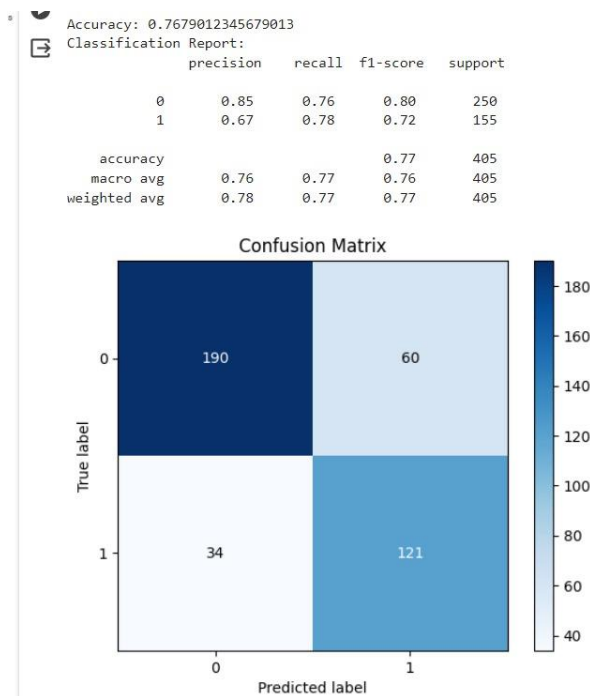 Accuracy: 0.7679012345679013
Classification Report:
precision recall f1-score support
0 0.85 0.76 0.80 250
1 0.67 0.78 0.72 155
accuracy 0.77 405
macro avg 0.76 0.77 0.76 405
weighted avg 0.78 0.77 0.77 405
Confusion Matrix
180
160
0 190 60
140
120
True label
100
1 34 121
80
60
40
0 1
Predicted label